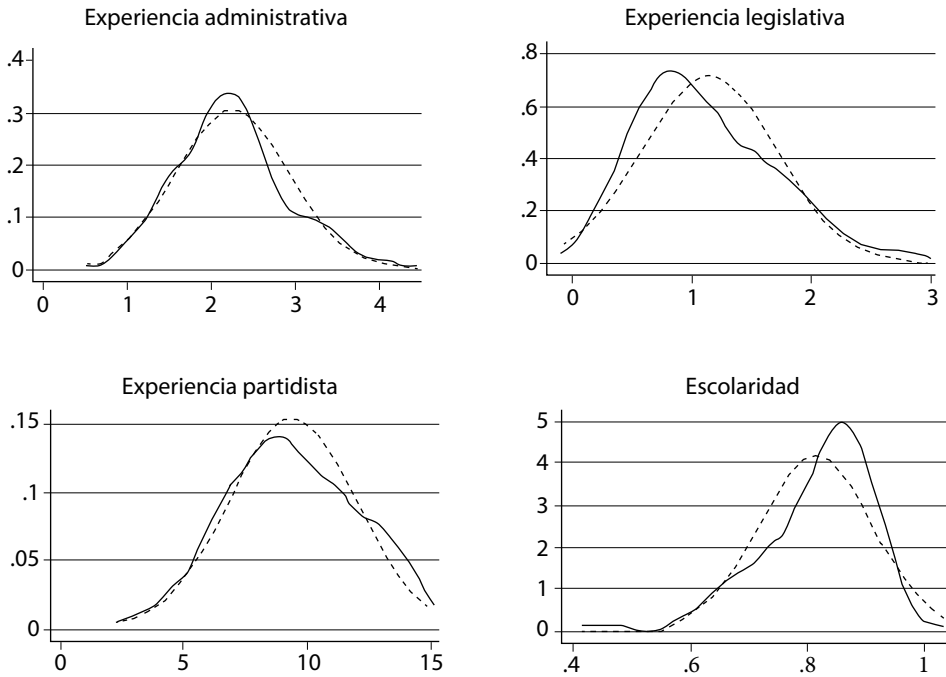 Experiencia administrativa
.4
.3
.2
.1
0
0 1 2 3 4
Experiencia legislativa
.8
.6
.4
.2
0
0 1 2 3
Experiencia partidista
.15
.1
.05
0
0 5 10 15
Escolaridad
5
4
3
2
1
0
.4 .6 .8 1